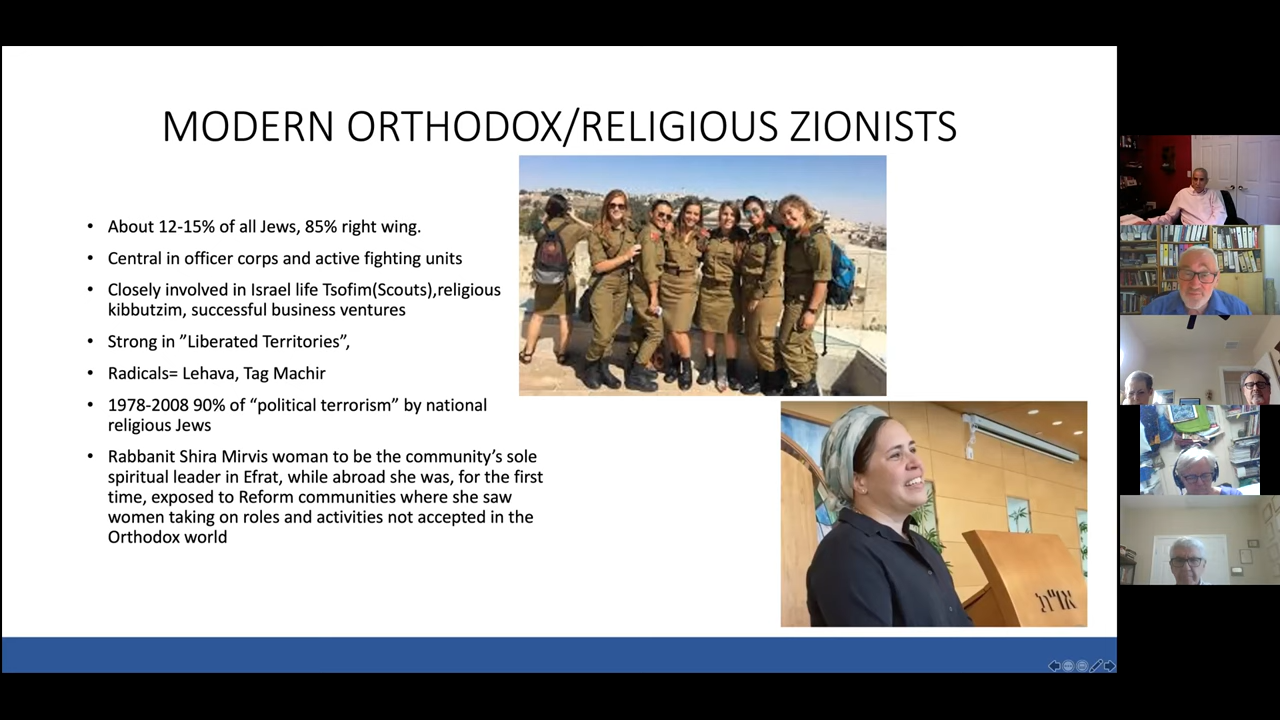 MODERN ORTHODOX/RELIGIOUS ZIONISTS
• About 12-15% of all Jews, 85% right wing.
• Central in officer corps and active fighting units
• Closely involved in Israel life Tsofim(Scouts),religious
kibbutzim, successful business ventures
• Strong in ”Liberated Territories”,
• Radicals= Lehava, Tag Machir
• 1978-2008 90% of “political terrorism” by national
religious Jews
• Rabbanit Shira Mirvis woman to be the community’s sole
spiritual leader in Efrat, while abroad she was, for the first
time, exposed to Reform communities where she saw
women taking on roles and activities not accepted in the
Orthodox world